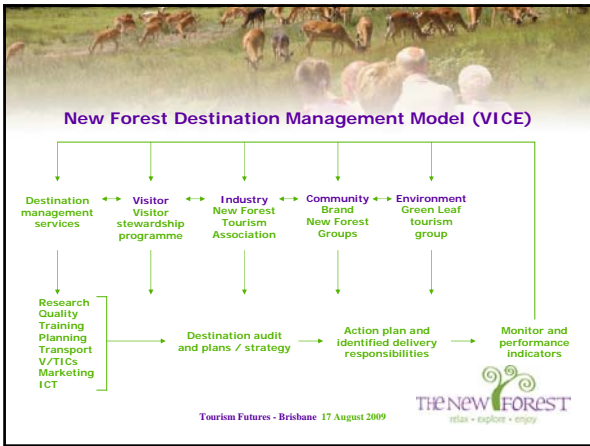 New Forest Destination Management Model (VICE)
Destination
management
services
Visitor
Visitor
stewardship
programme
Industry
New Forest
Tourism
Association
Community
Brand
New Forest
Groups
Environment
Green Leaf
tourism
group
Research
Quality
Training
Planning
Transport
V/TICs
Marketing
ICT
Destination audit
and plans / strategy
Action plan and
identified delivery
responsibilities
Monitor and
performance
indicators
Tourism Futures - Brisbane 17 August 2009
THE NEW FOREST
relax • explore • enjoy